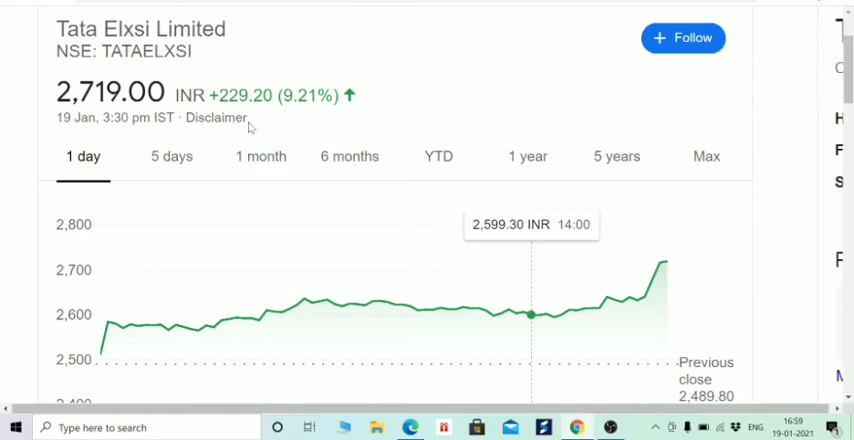 Tata Elxsi Limited
NSE: TATAELXSI
+ Follow
2,719.00 INR +229.20 (9.21%) ↑
19 Jan, 3:30 pm IST · Disclaimer
1 day 5 days 1 month 6 months YTD 1 year 5 years Max
2,599.30 INR 14:00
2,800
2,700
2,600
2,500
Previous
close
2,489.80
Type here to search
ENG
16:59
19-01-2021